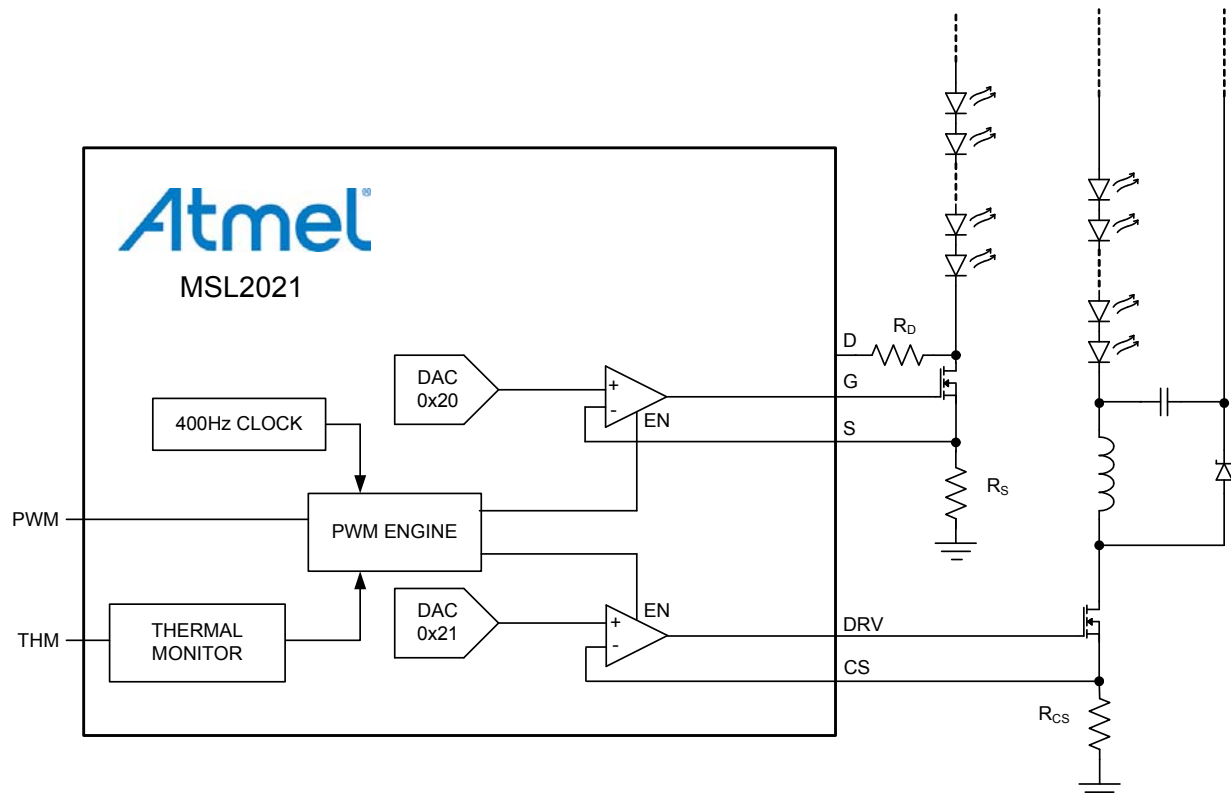 Atmel®
MSL2021
DAC
0x20
400Hz CLOCK
PWM
PWM ENGINE
THM
THERMAL
MONITOR
DAC
0x21
+
-
EN
+
-
EN
D
G
S
DRV
CS
RD
RS
RCS